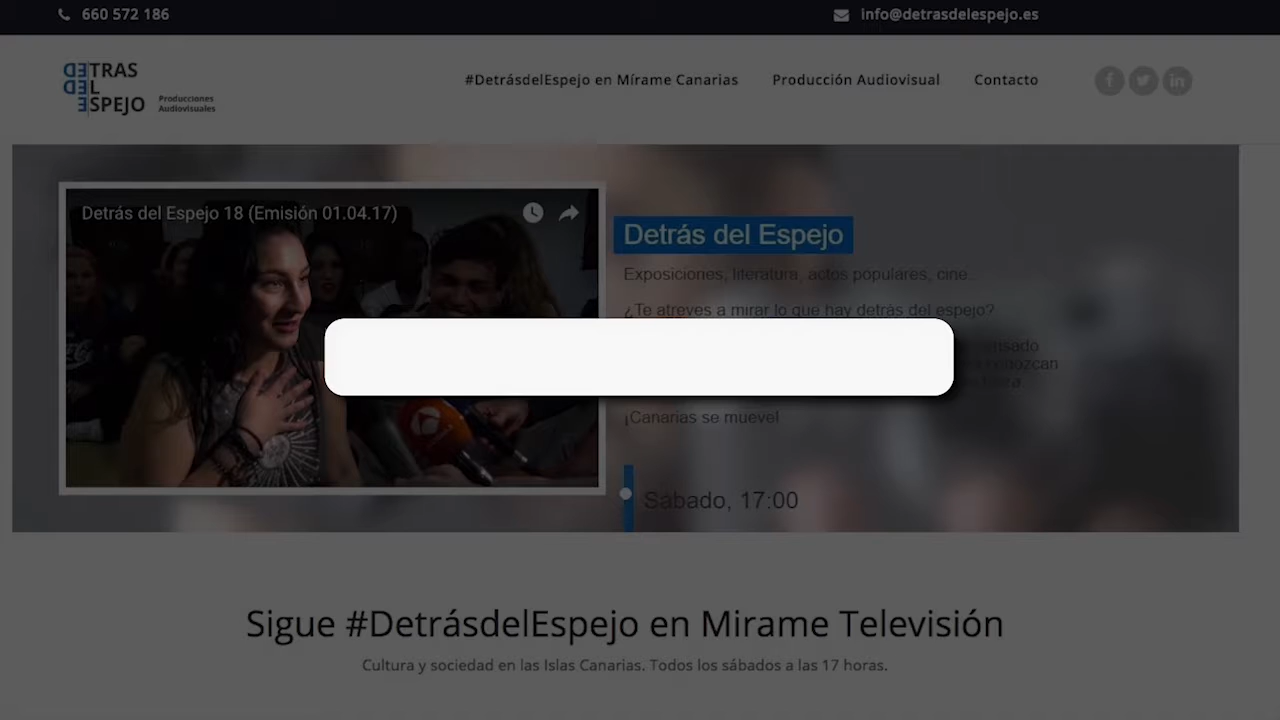 660 572 186
info@detrasdelespejo.es
DETRAS
DEL
ESPEJO
Producciones
Audiovisuales
#DetrásdelEspejo en Mírame Canarias
Producción Audiovisual
Contacto
Detrás del Espejo 18 (Emisión 01.04.17)
Detrás del Espejo
Exposiciones, literatura, actos populares, cine.
¿Te atreves a mirar lo que hay detrás del espejo?
¡Canarias se mueve!
Sábado, 17:00
Sigue #DetrásdelEspejo en Mirame Televisión
Cultura y sociedad en las Islas Canarias. Todos los sábados a las 17 horas.